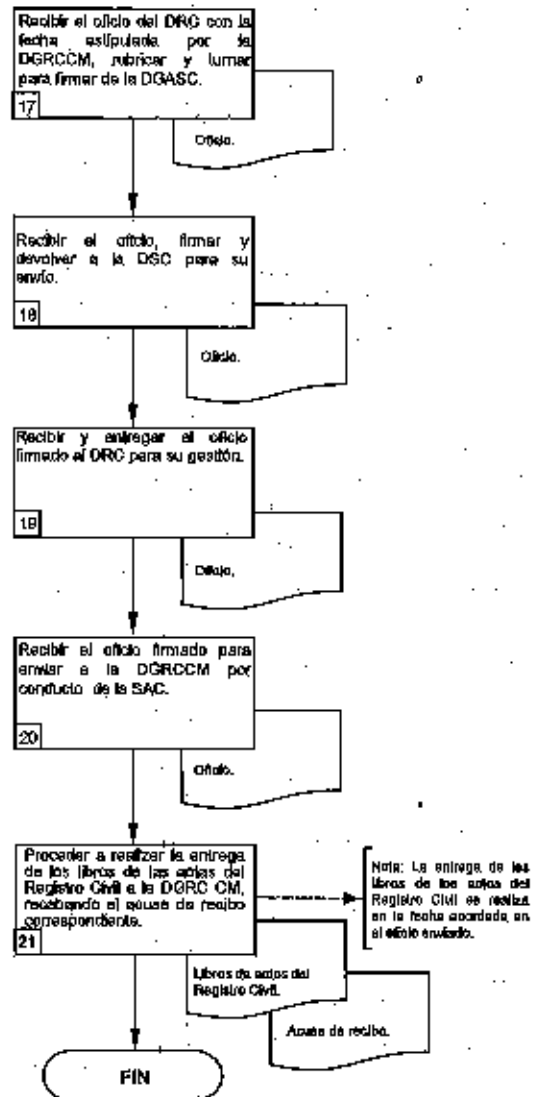 Recibir el oficio del DRC con la
fecha estipulada por la
DGRCCM, rubricar y turnar
para firmar de la DGASC.
17
Oficio.
Recibir el oficio, firmar y
devolver a la DSC para su
envío.
18
Oficio.
Recibir y entregar el oficio
firmado al DRC para su gestión.
19
Oficio.
Recibir el oficio firmado para
enviar a la DGRCCM por
conducto de la SAC.
20
Oficio.
Proceder a realizar la entrega
de los libros de las actas del
Registro Civil a la DGRC CM,
recabando el acuse de recibo
correspondiente.
21
Nota: La entrega de los
libros de los actos del
Registro Civil se realiza
en la fecha acordada en
el oficio enviado.
Libros de actos del
Registro Civil.
Acuse de recibo.
FIN